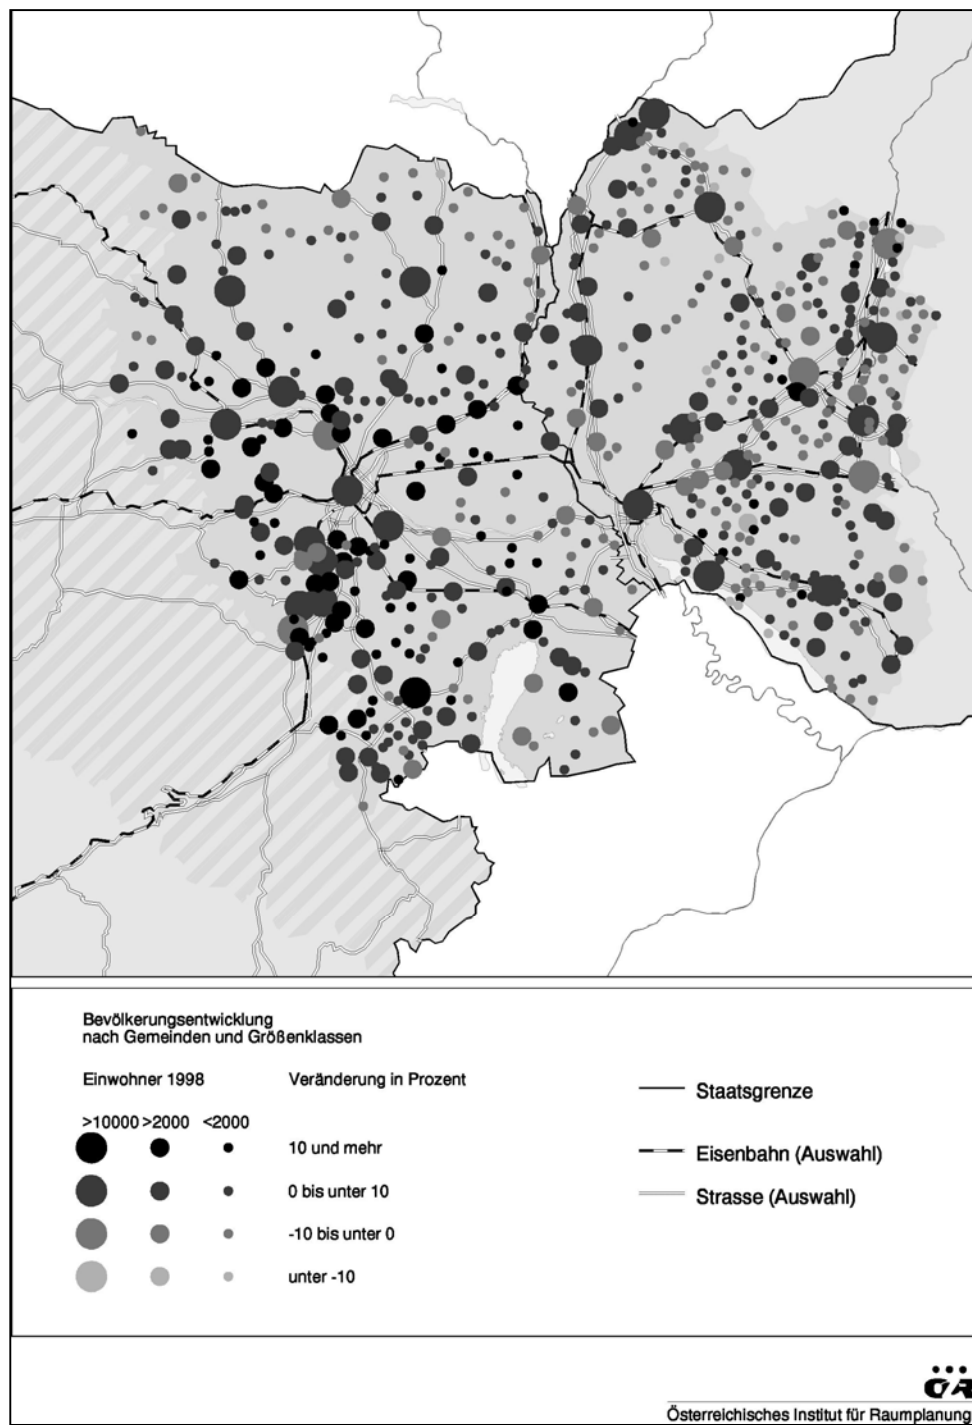 Bevölkerungsentwicklung
nach Gemeinden und Größenklassen
Einwohner 1998
Veränderung in Prozent
>10000 >2000 <2000
10 und mehr
0 bis unter 10
-10 bis unter 0
unter -10
Staatsgrenze
Eisenbahn (Auswahl)
Strasse (Auswahl)
Österreichisches Institut für Raumplanung